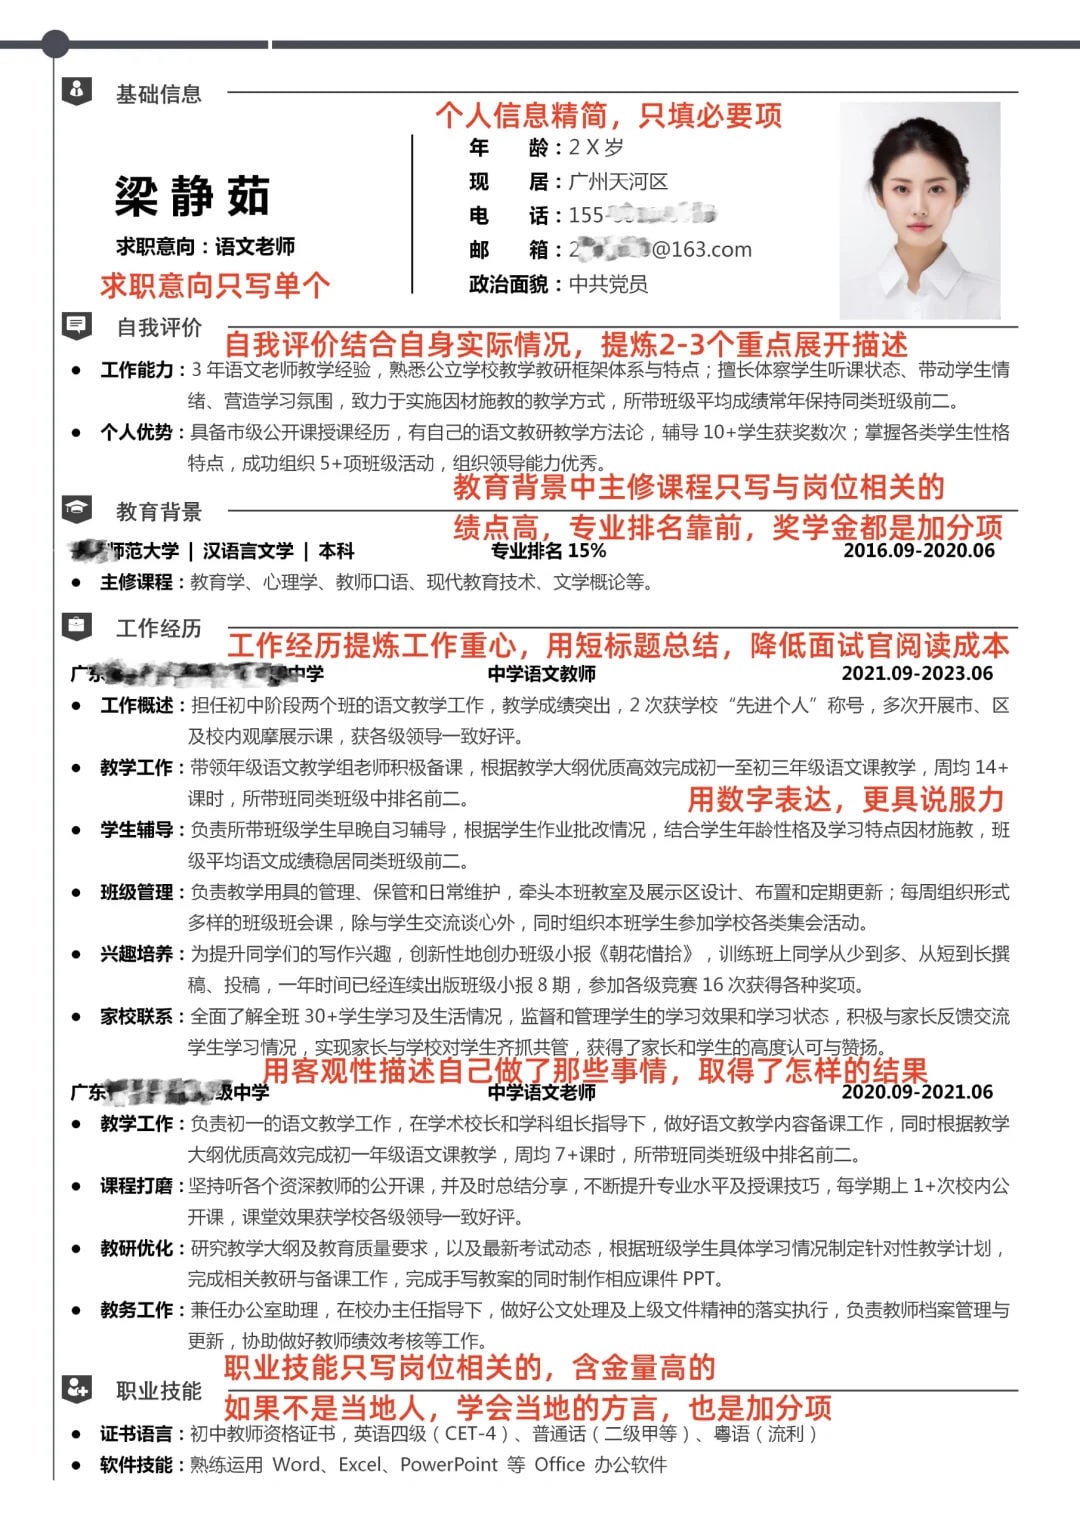 基础信息
个人信息精简，只填必要项
年 龄：2 X 岁
梁静茹
现 居：广州天河区
电 话：155-
求职意向：语文老师
邮 箱：2 @163.com
求职意向只写单个
政治面貌：中共党员
自我评价
自我评价结合自身实际情况，提炼2-3个重点展开描述
● 工作能力：3 年语文老师教学经验，熟悉公立学校教学教研框架体系与特点；擅长体察学生听课状态、带动学生情
绪、营造学习氛围，致力于实施因材施教的教学方式，所带班级平均成绩常年保持同类班级前二。
● 个人优势：具备市级公开课授课经历，有自己的语文教研教学方法论，辅导 10+学生获奖数次；掌握各类学生性格
特点，成功组织 5+项班级活动，组织领导能力优秀。
教育背景中主修课程只写与岗位相关的
教育背景
绩点高，专业排名靠前，奖学金都是加分项
师范大学 | 汉语言文学 | 本科 专业排名 15% 2016.09-2020.06
● 主修课程：教育学、心理学、教师口语、现代教育技术、文学概论等。
工作经历
工作经历提炼工作重心，用短标题总结，降低面试官阅读成本
广东 中学 中学语文教师 2021.09-2023.06
● 工作概述：担任初中阶段两个班的语文教学工作，教学成绩突出，2 次获学校“先进个人”称号，多次开展市、区
及校内观摩展示课，获各级领导一致好评。
● 教学工作：带领年级语文教学组老师积极备课，根据教学大纲优质高效完成初一至初三年级语文课教学，周均 14+
课时，所带班同类班级中排名前二。
用数字表达，更具说服力
● 学生辅导：负责所带班级学生早晚自习辅导，根据学生作业批改情况，结合学生年龄性格及学习特点因材施教，班
级平均语文成绩稳居同类班级前二。
● 班级管理：负责教学用具的管理、保管和日常维护，牵头本班教室及展示区设计、布置和定期更新；每周组织形式
多样的班级班会课，除与学生交流谈心外，同时组织本班学生参加学校各类集会活动。
● 兴趣培养：为提升同学们的写作兴趣，创新性地创办班级小报《朝花惜拾》，训练班上同学从少到多、从短到长撰
稿、投稿，一年时间已经连续出版班级小报 8 期，参加各级竞赛 16 次获得各种奖项。
● 家校联系：全面了解全班 30+学生学习及生活情况，监督和管理学生的学习效果和学习状态，积极与家长反馈交流
学生学习情况，实现家长与学校对学生齐抓共管，获得了家长和学生的高度认可与赞扬。
用客观性描述自己做了那些事情，取得了怎样的结果
广东 级中学 中学语文老师 2020.09-2021.06
● 教学工作：负责初一的语文教学工作，在学术校长和学科组长指导下，做好语文教学内容备课工作，同时根据教学
大纲优质高效完成初一年级语文课教学，周均 7+课时，所带班同类班级中排名前二。
● 课程打磨：坚持听各个资深教师的公开课，并及时总结分享，不断提升专业水平及授课技巧，每学期上 1+次校内公
开课，课堂效果获学校各级领导一致好评。
● 教研优化：研究教学大纲及教育质量要求，以及最新考试动态，根据班级学生具体学习情况制定针对性教学计划，
完成相关教研与备课工作，完成手写教案的同时制作相应课件 PPT。
● 教务工作：兼任办公室助理，在校办主任指导下，做好公文处理及上级文件精神的落实执行，负责教师档案管理与
更新，协助做好教师绩效考核等工作。
职业技能只写岗位相关的，含金量高的
职业技能
如果不是当地人，学会当地的方言，也是加分项
● 证书语言：初中教师资格证书，英语四级（CET-4）、普通话（二级甲等）、粤语（流利）
● 软件技能：熟练运用 Word、Excel、PowerPoint 等 Office 办公软件